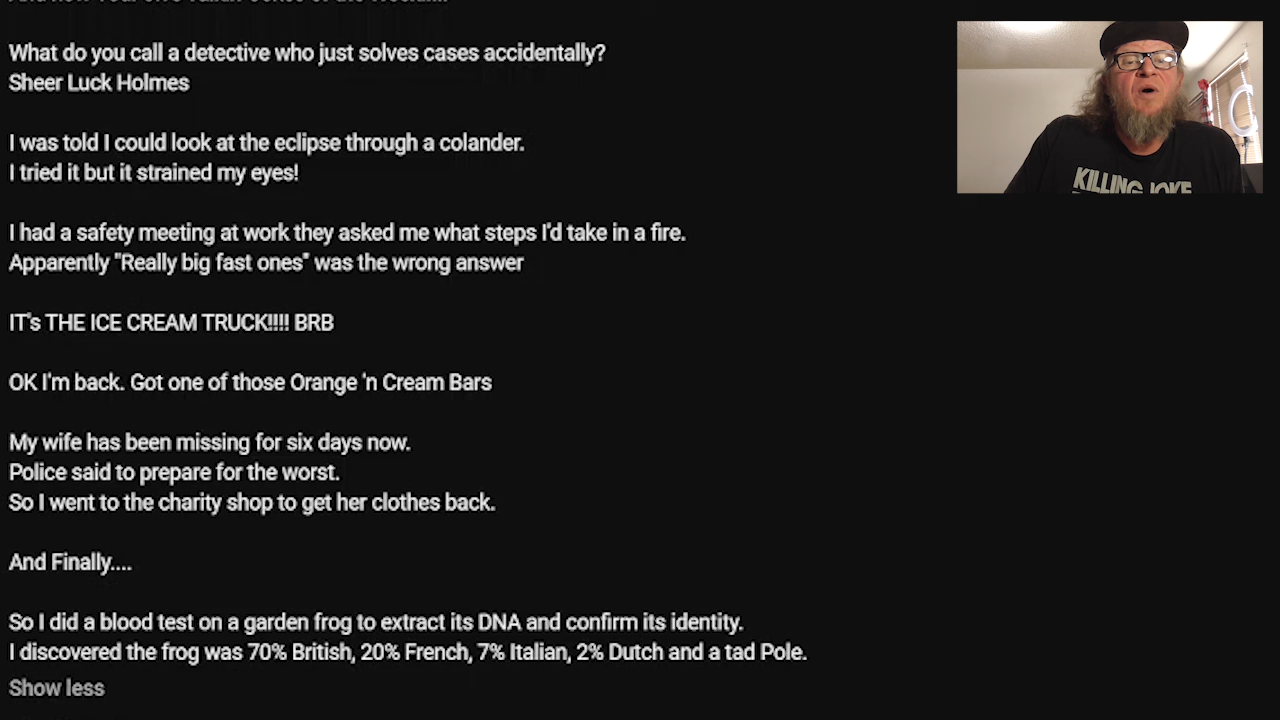 What do you call a detective who just solves cases accidentally?
Sheer Luck Holmes
I was told I could look at the eclipse through a colander.
I tried it but it strained my eyes!
I had a safety meeting at work they asked me what steps I'd take in a fire.
Apparently "Really big fast ones" was the wrong answer
IT's THE ICE CREAM TRUCK!!!! BRB
OK I'm back. Got one of those Orange 'n Cream Bars
My wife has been missing for six days now.
Police said to prepare for the worst.
So I went to the charity shop to get her clothes back.
And Finally....
So I did a blood test on a garden frog to extract its DNA and confirm its identity.
I discovered the frog was 70% British, 20% French, 7% Italian, 2% Dutch and a tad Pole.
Show less
KILLING JOKE